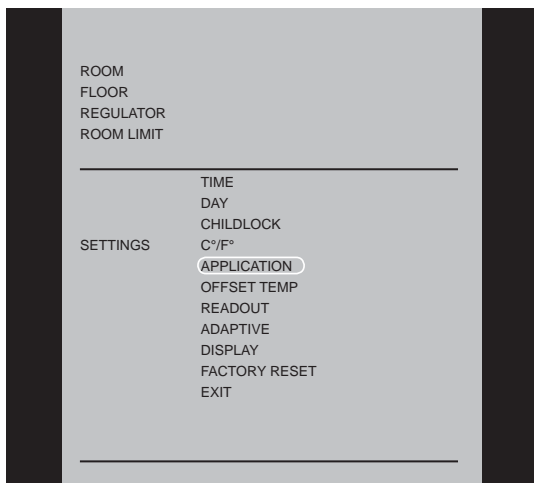 ROOM
FLOOR
REGULATOR
ROOM LIMIT
TIME
DAY
CHILDLOCK
SETTINGS C°/F°
APPLICATION
OFFSET TEMP
READOUT
ADAPTIVE
DISPLAY
FACTORY RESET
EXIT